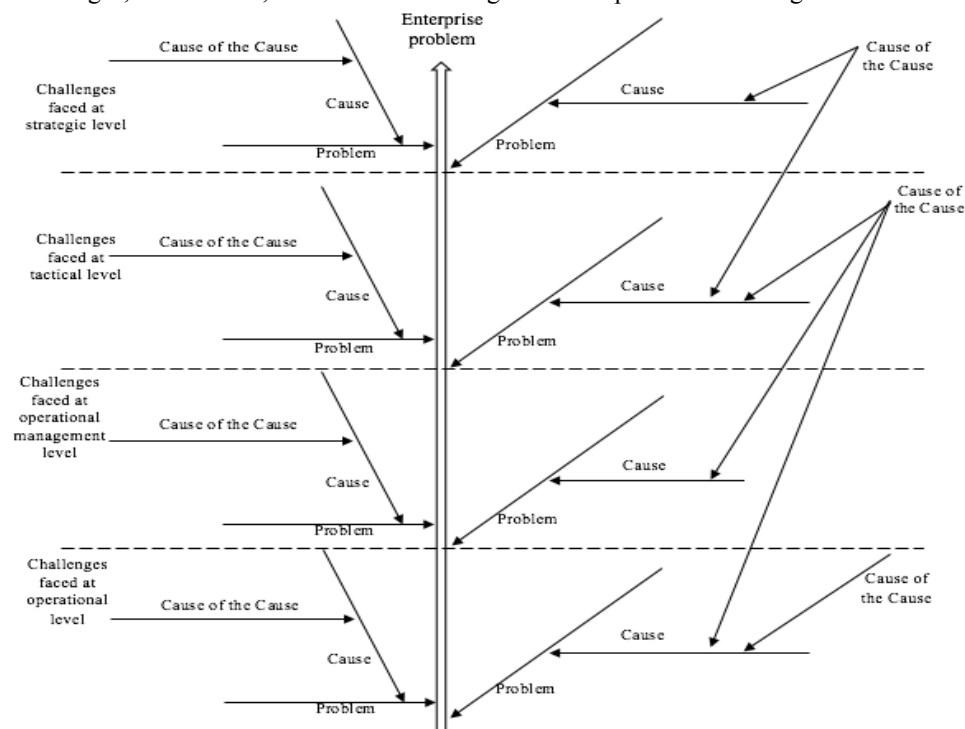 Enterprise
problem
Cause of the Cause
Cause of
the Cause
Challenges
faced at
strategic level
Cause
Cause
Problem
Problem
Cause of
the Cause
Challenges
faced at
tactical level
Cause of the Cause
Cause
Cause
Problem
Problem
Challenges
faced at
operational
management
level
Cause of the Cause
Cause
Cause
Problem
Problem
Challenges
faced at
operational
level
Cause of the Cause
Cause of
the Cause
Cause
Cause
Problem
Problem